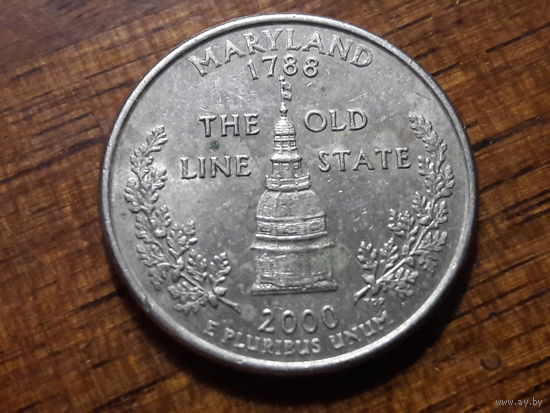 MARYLAND
1788
THE OLD
LINE STATE
2000
E PLURIBUS UNUM
www.ay.by